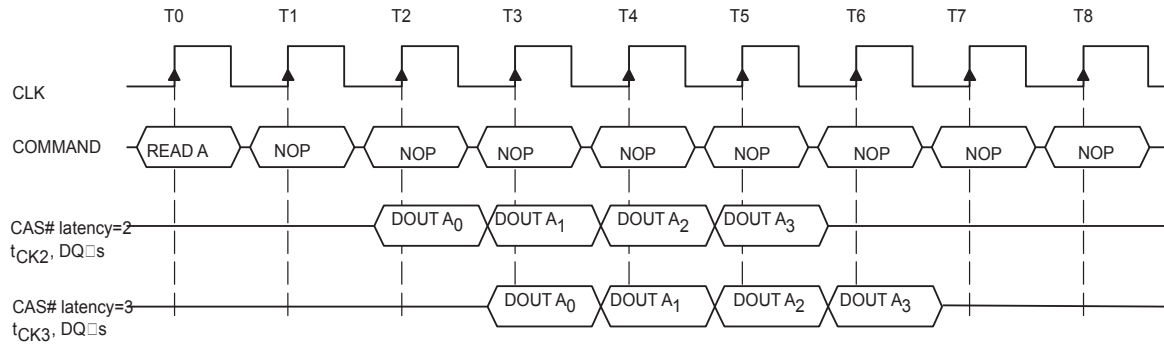 T0 T1 T2 T3 T4 T5 T6 T7 T8
CLK
COMMAND READ A NOP NOP NOP NOP NOP NOP NOP NOP
CAS# latency=2 DOUT A0 DOUT A1 DOUT A2 DOUT A3
tCK2, DQ□s
CAS# latency=3 DOUT A0 DOUT A1 DOUT A2 DOUT A3
tCK3, DQ□s